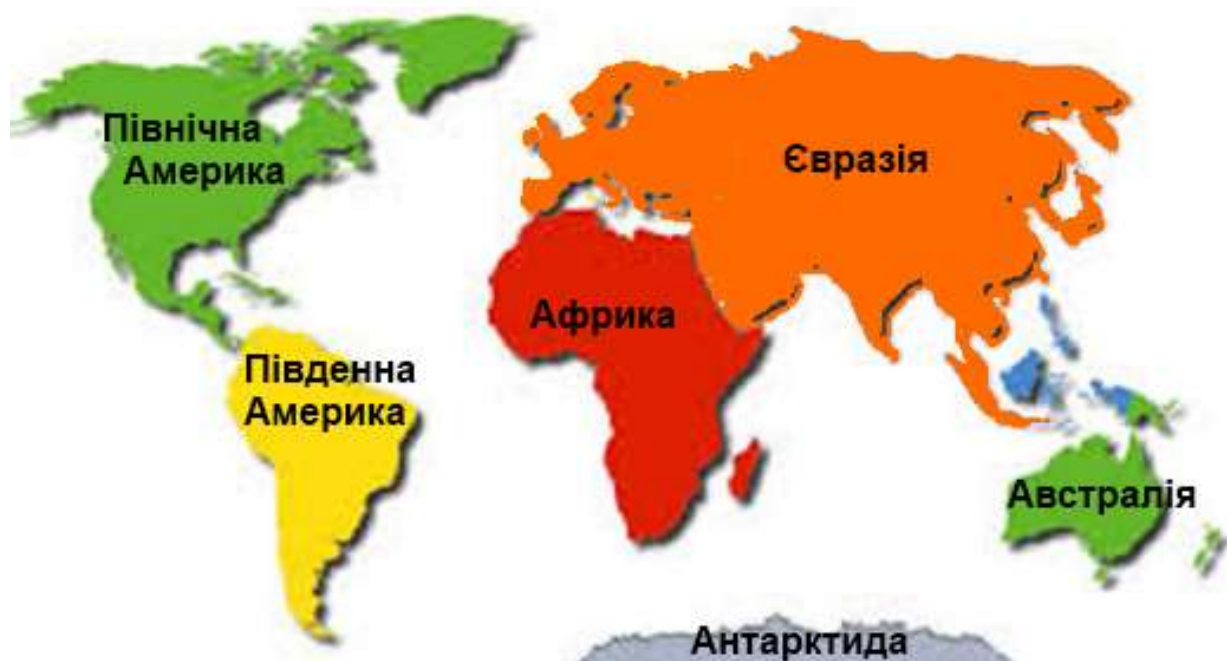 Північна
Америка
Євразія
Африка
Південна
Америка
Австралія
Антарктида